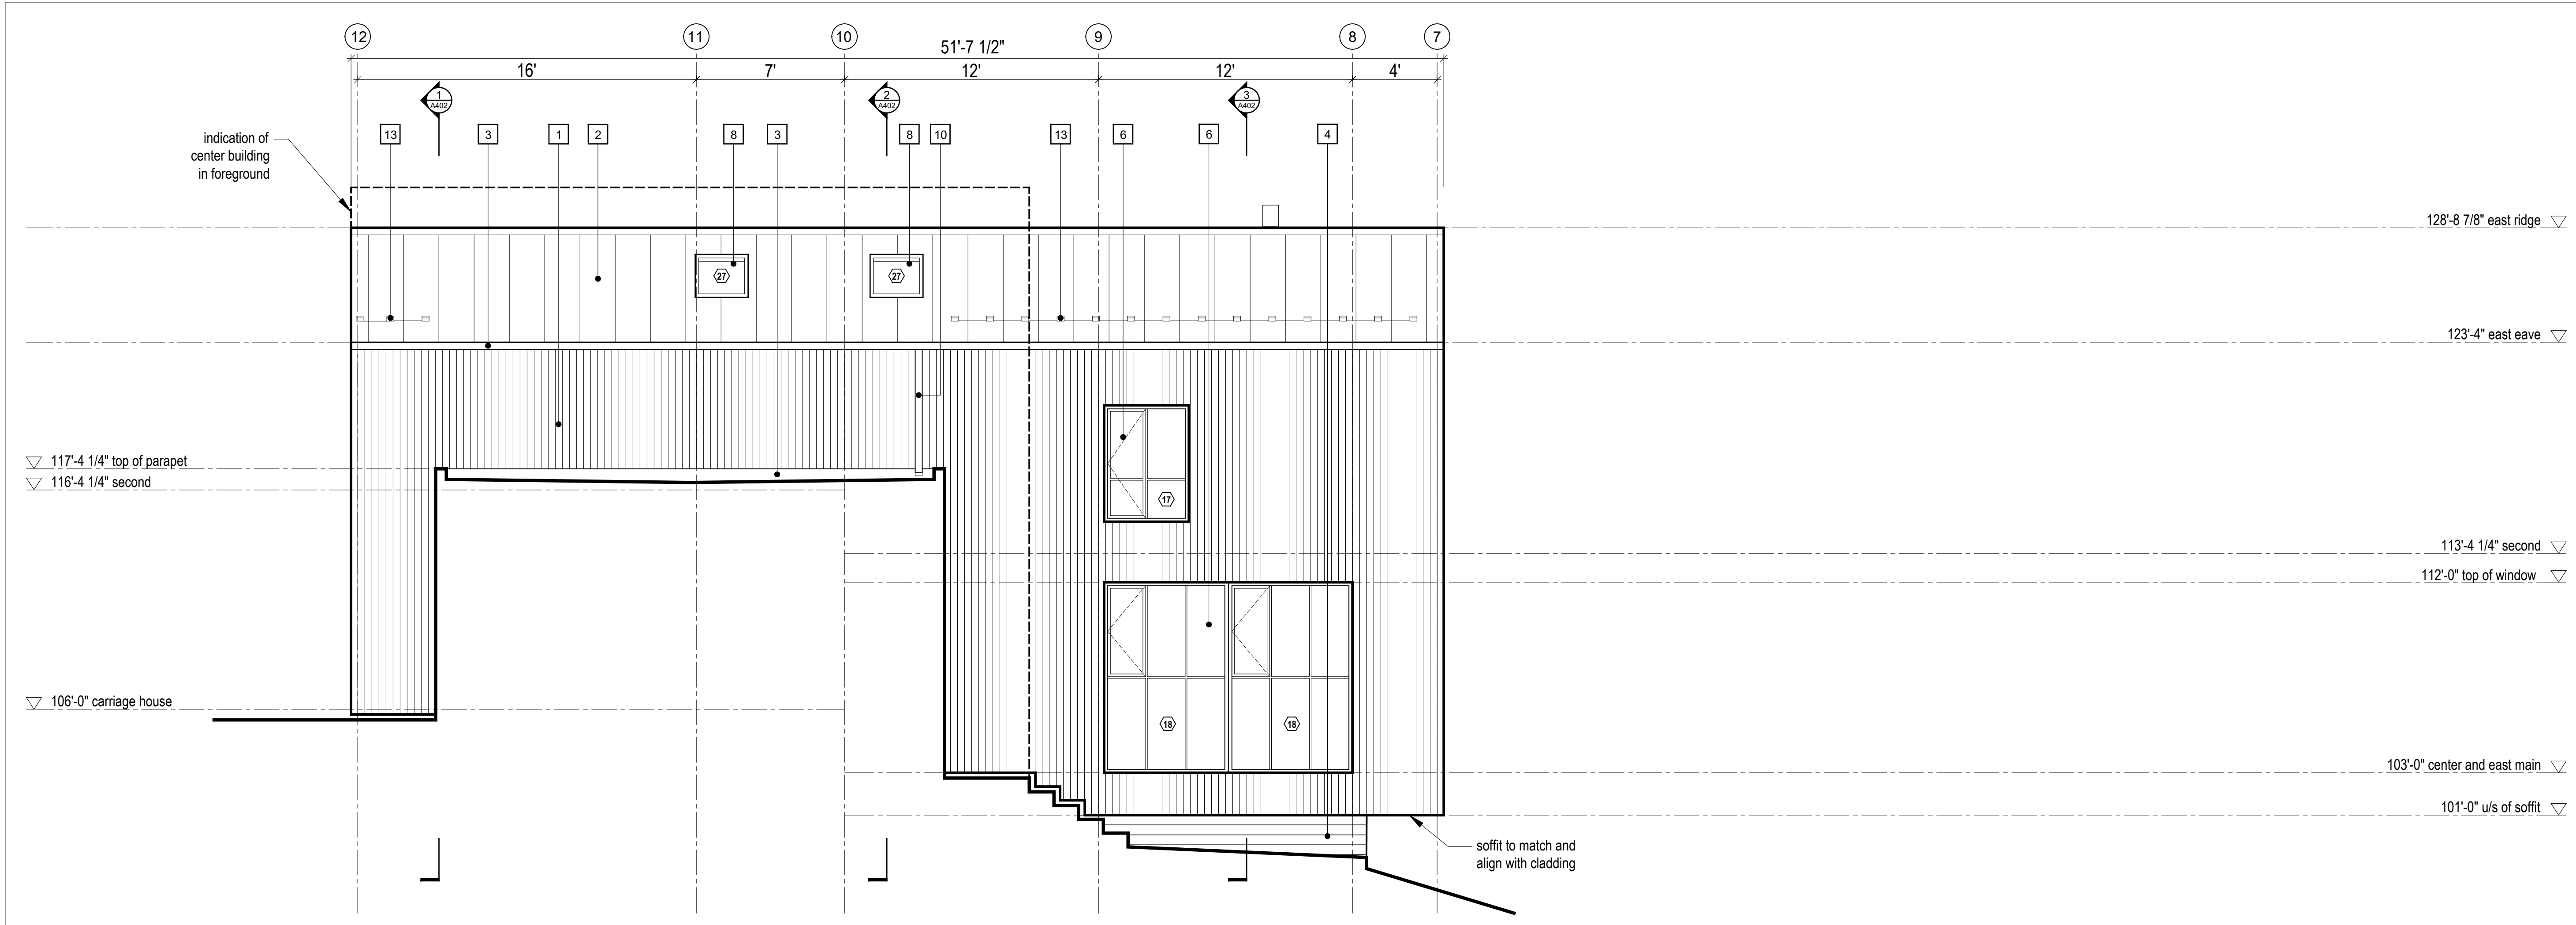 12
11
10
9
8
7
51'-7 1/2"
16'
7'
12'
12'
4'
1
A402
2
A402
3
A402
13
3
1
2
8
3
8
10
13
6
6
4
indication of
center building
in foreground
128'-8 7/8" east ridge
27
27
123'-4" east eave
117'-4 1/4" top of parapet
116'-4 1/4" second
17
113'-4 1/4" second
112'-0" top of window
106'-0" carriage house
18
18
103'-0" center and east main
101'-0" u/s of soffit
soffit to match and
align with cladding